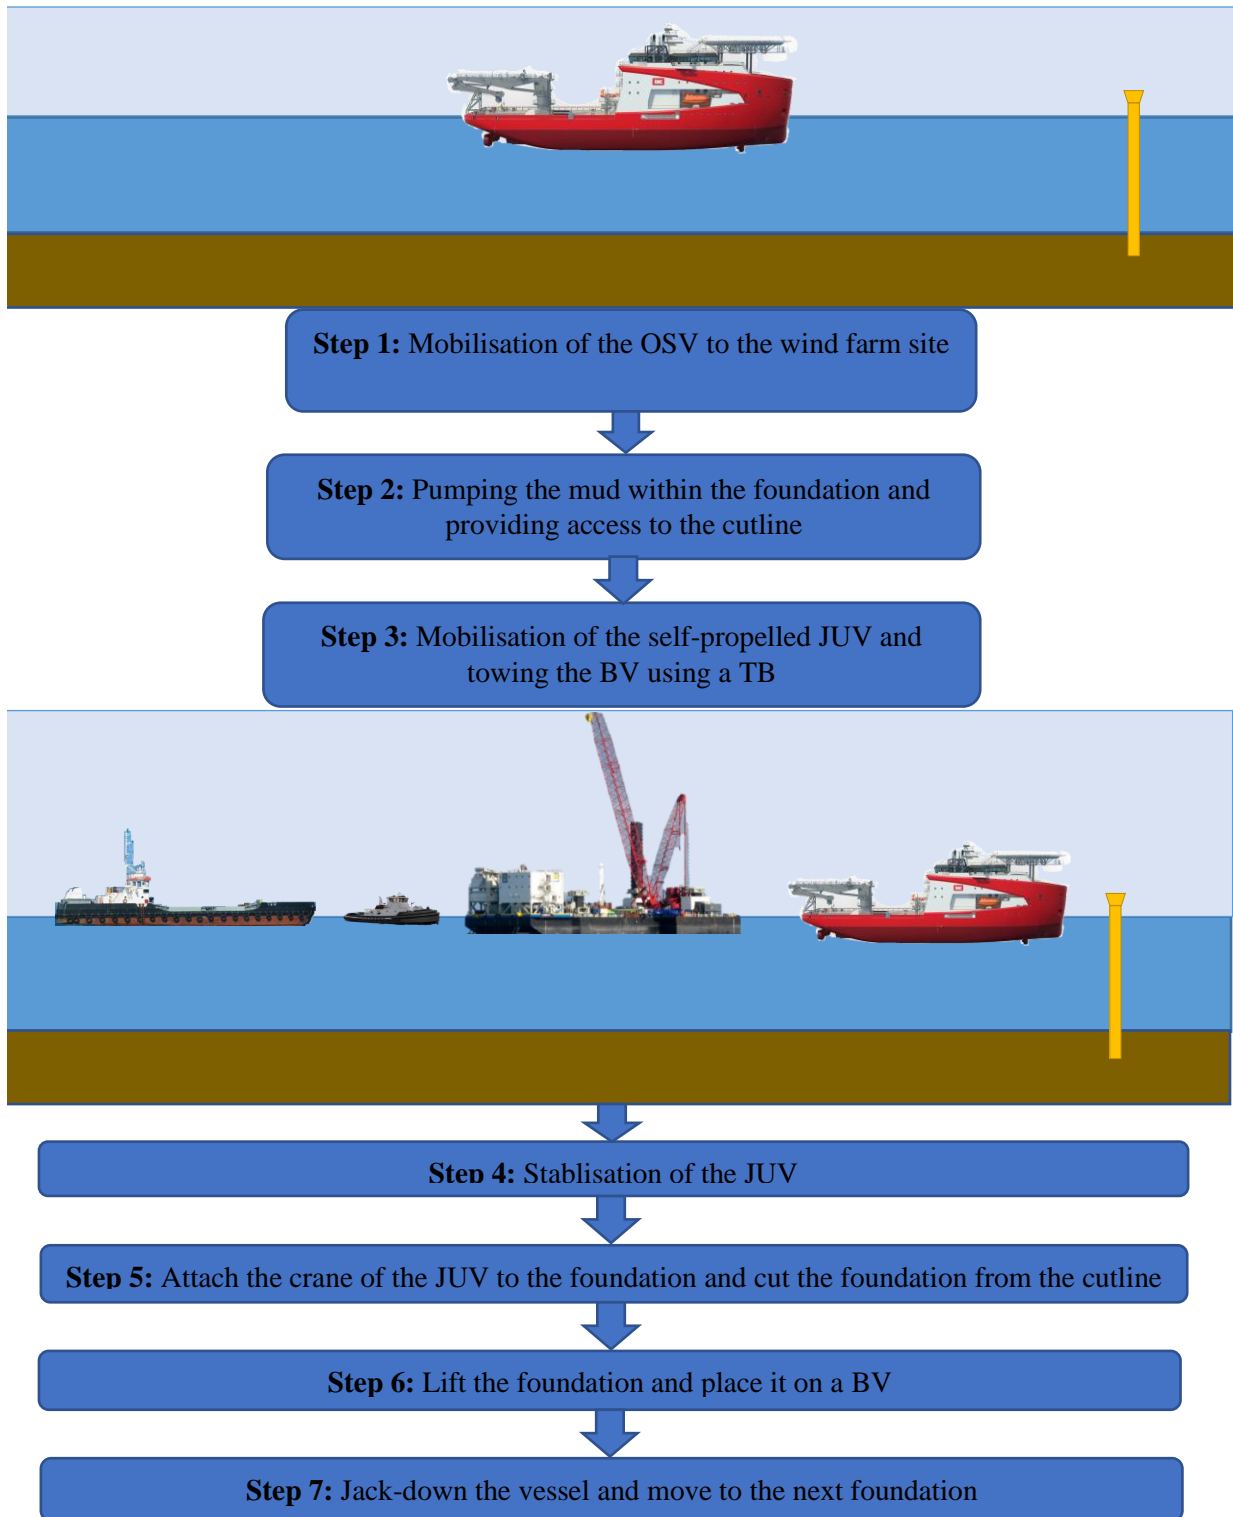 Step 1: Mobilisation of the OSV to the wind farm site
Step 2: Pumping the mud within the foundation and
providing access to the cutline
Step 3: Mobilisation of the self-propelled JUV and
towing the BV using a TB
Step 4: Stablisation of the JUV
Step 5: Attach the crane of the JUV to the foundation and cut the foundation from the cutline
Step 6: Lift the foundation and place it on a BV
Step 7: Jack-down the vessel and move to the next foundation